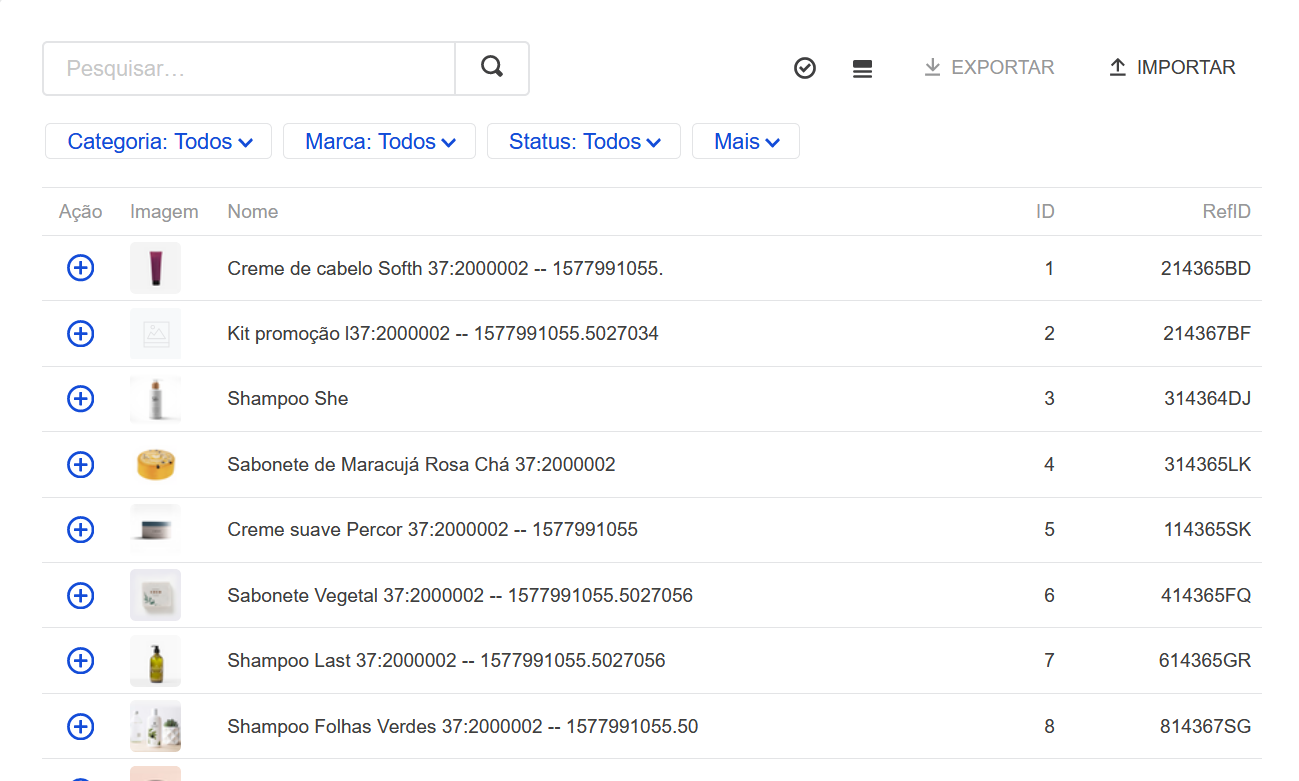 Pesquisar…
EXPORTAR IMPORTAR
Categoria: Todos Marca: Todos Status: Todos Mais
Ação Imagem Nome ID RefID
Creme de cabelo Softh 37:2000002 -- 1577991055. 1 214365BD
Kit promoção l37:2000002 -- 1577991055.5027034 2 214367BF
Shampoo She 3 314364DJ
Sabonete de Maracujá Rosa Chá 37:2000002 4 314365LK
Creme suave Percor 37:2000002 -- 1577991055 5 114365SK
Sabonete Vegetal 37:2000002 -- 1577991055.5027056 6 414365FQ
Shampoo Last 37:2000002 -- 1577991055.5027056 7 614365GR
Shampoo Folhas Verdes 37:2000002 -- 1577991055.50 8 814367SG